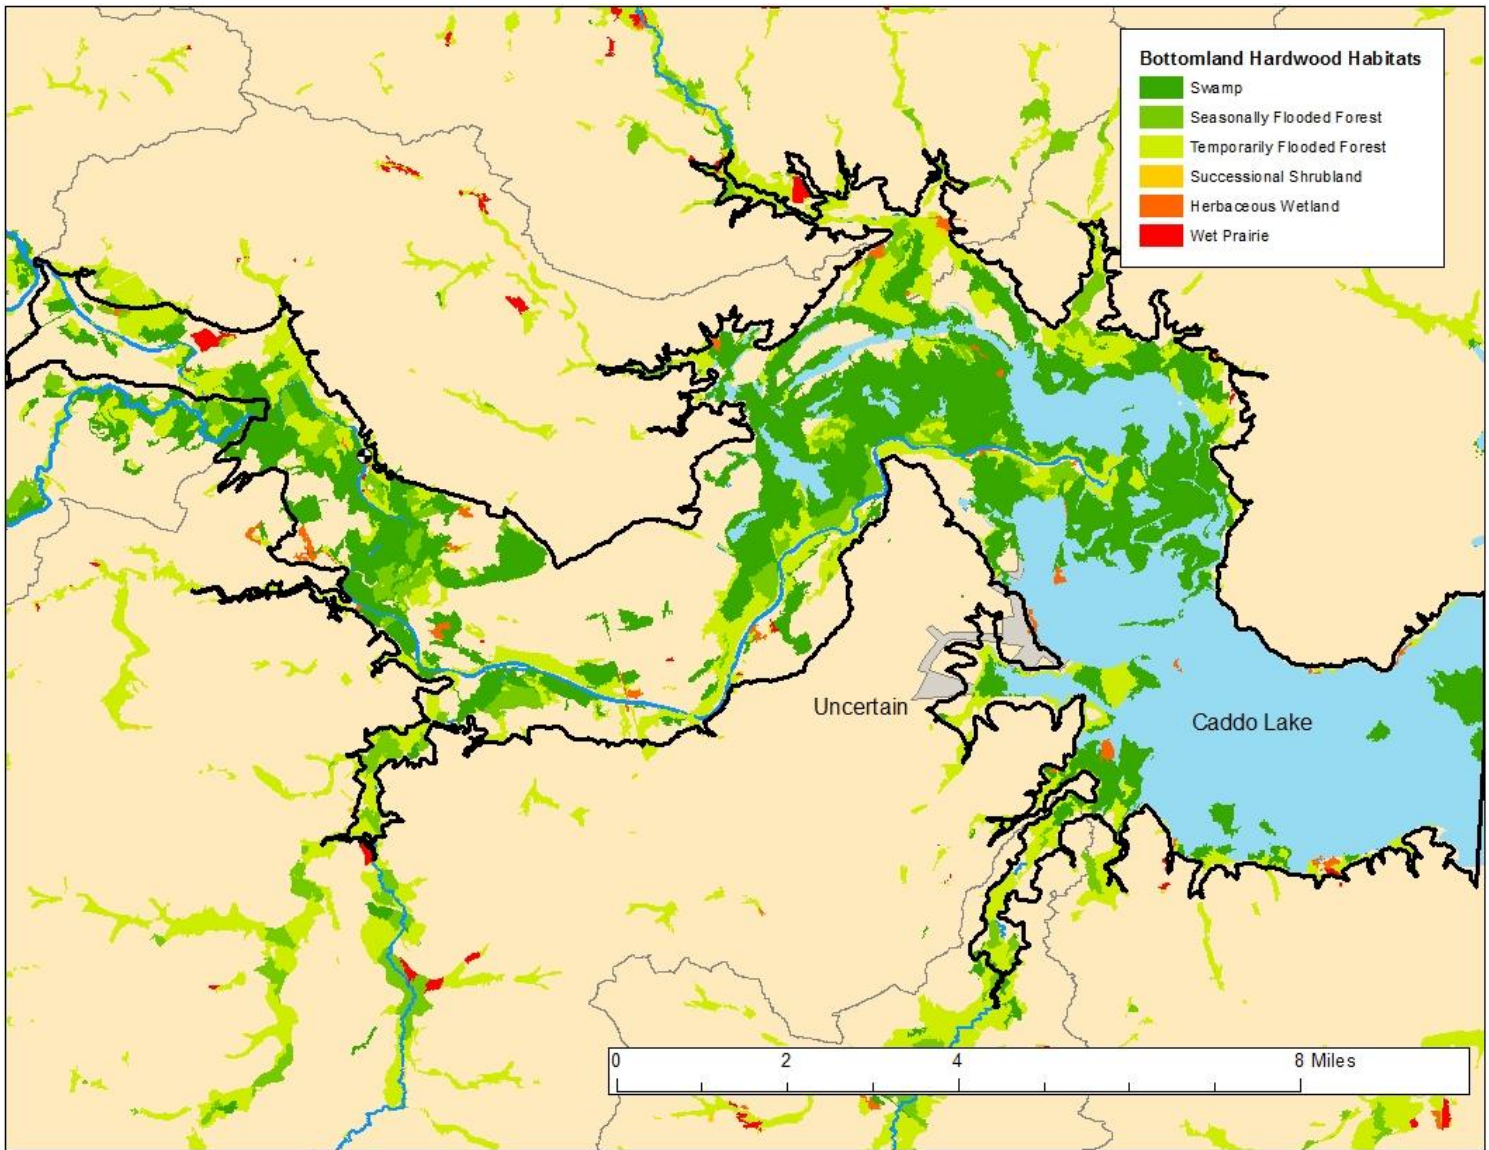 Bottomland Hardwood Habitats
Swamp
Seasonally Flooded Forest
Temporarily Flooded Forest
Successional Shrubland
Herbaceous Wetland
Wet Prairie
Uncertain
Caddo Lake
0 2 4 8 Miles